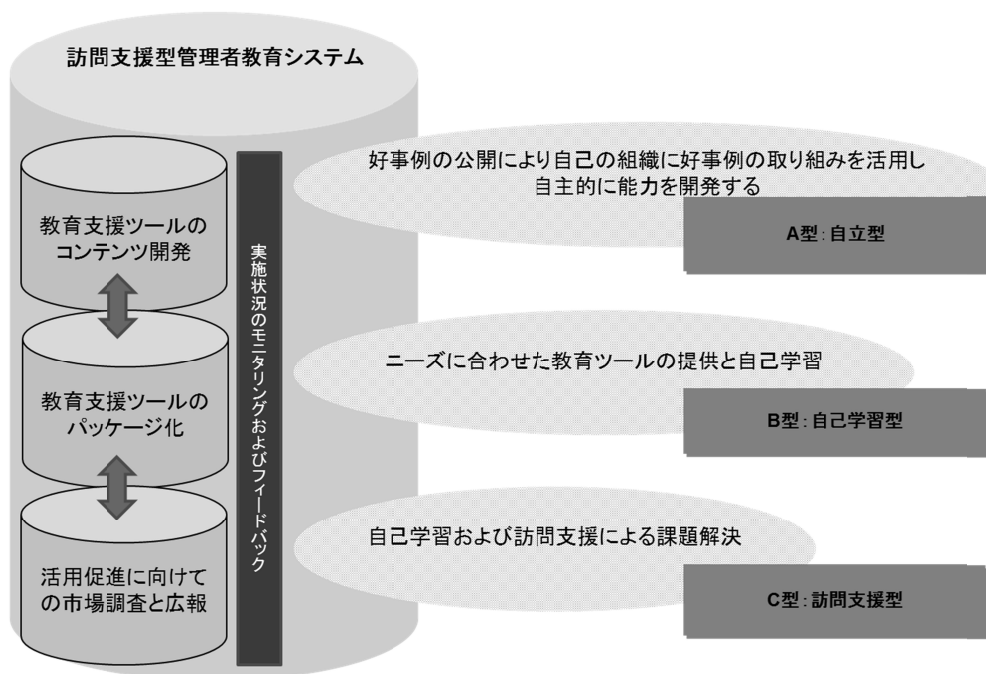 訪問支援型管理者教育システム
教育支援ツールの
コンテンツ開発
教育支援ツールの
パッケージ化
活用促進に向けて
の市場調査と広報
実施状況のモニタリングおよびフィードバック
好事例の公開により自己の組織に好事例の取り組みを活用し
自主的に能力を開発する
A型：自立型
ニーズに合わせた教育ツールの提供と自己学習
B型：自己学習型
自己学習および訪問支援による課題解決
C型：訪問支援型